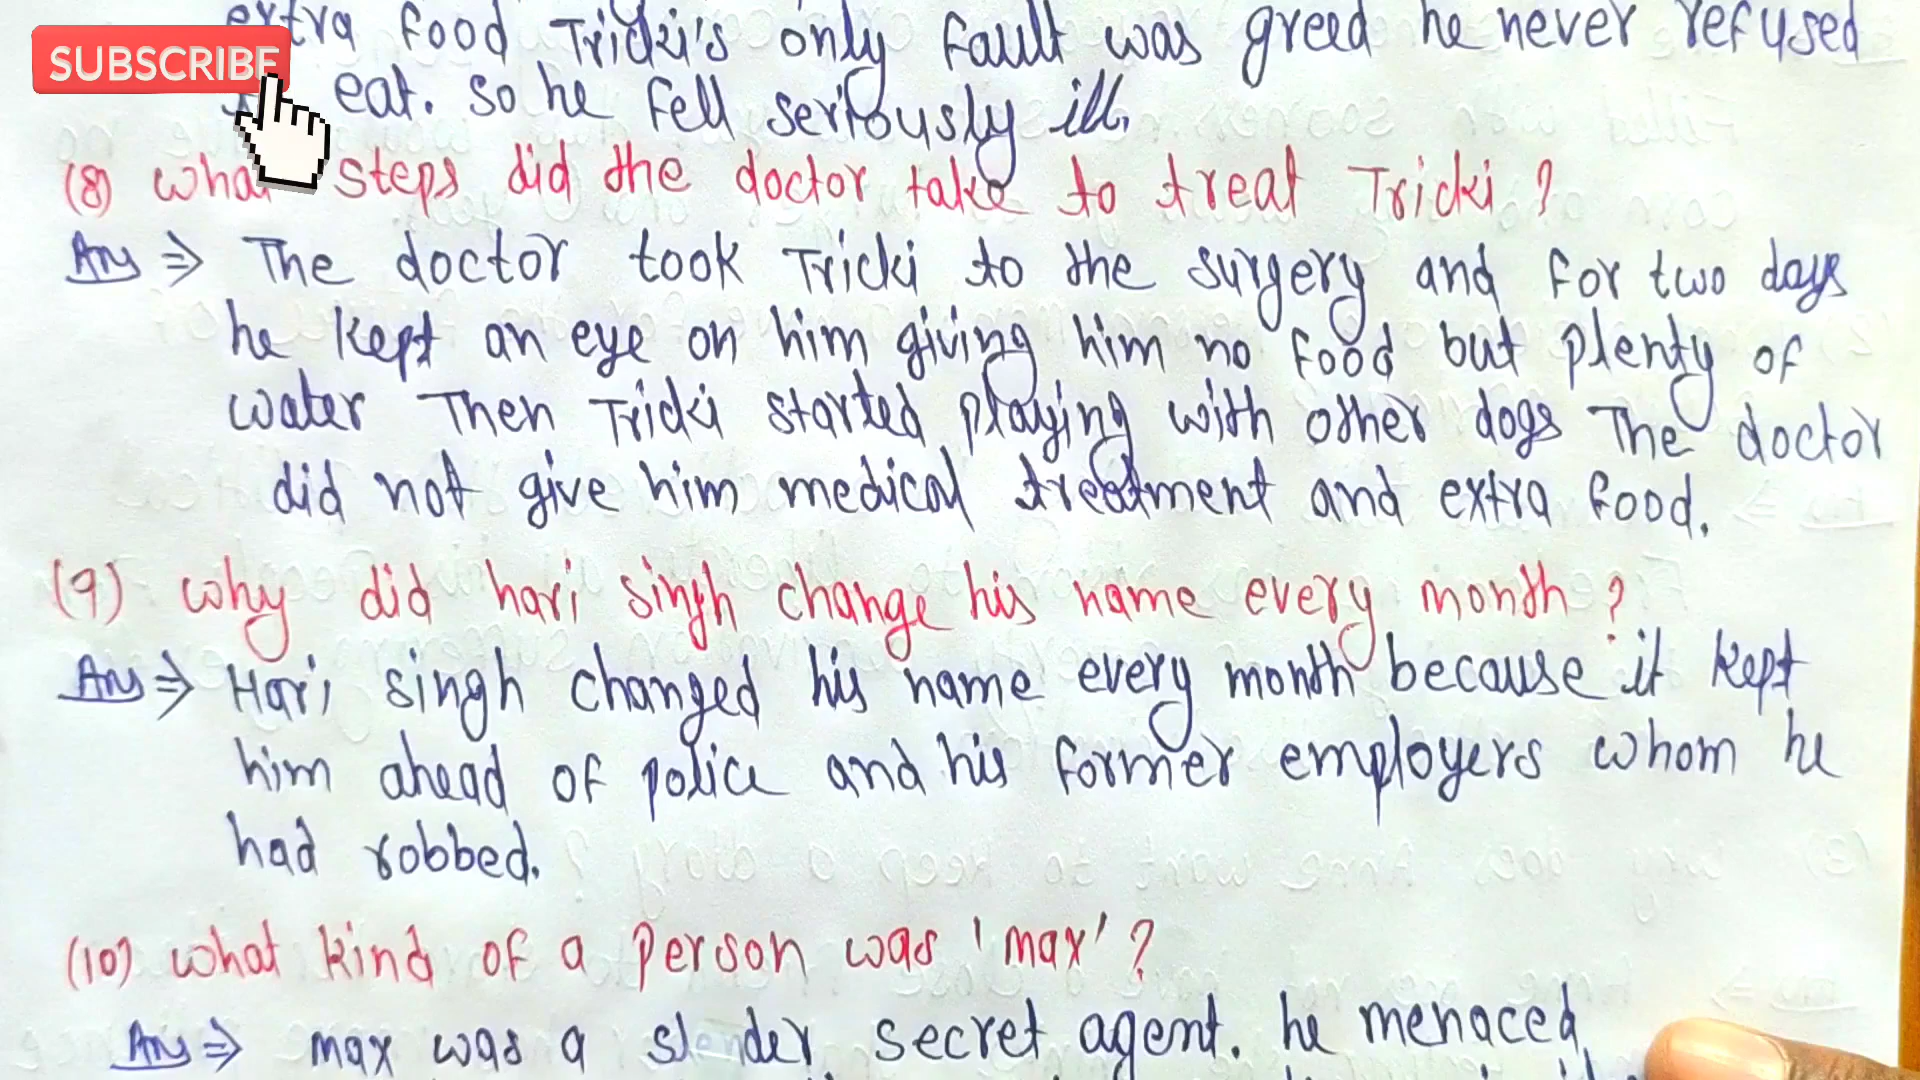 extra food Tricki's only fault was greed he never refused
SUBSCRIBE
eat. so he fell seriously ill.
(8) what steps did the doctor take to treat Tricki ?
Ans ⇒ The doctor took Tricki to the surgery and for two days
he kept an eye on him giving him no food but plenty of
water Then Tricki started playing with other dogs The doctor
did not give him medical treatment and extra food.
(9) why did hari singh change his name every month ?
Ans ⇒ Hari singh changed his name every month because it kept
him ahead of police and his former employers whom he
had robbed.
(10) what kind of a person was 'max' ?
Ans ⇒ max was a slender secret agent. he menaced